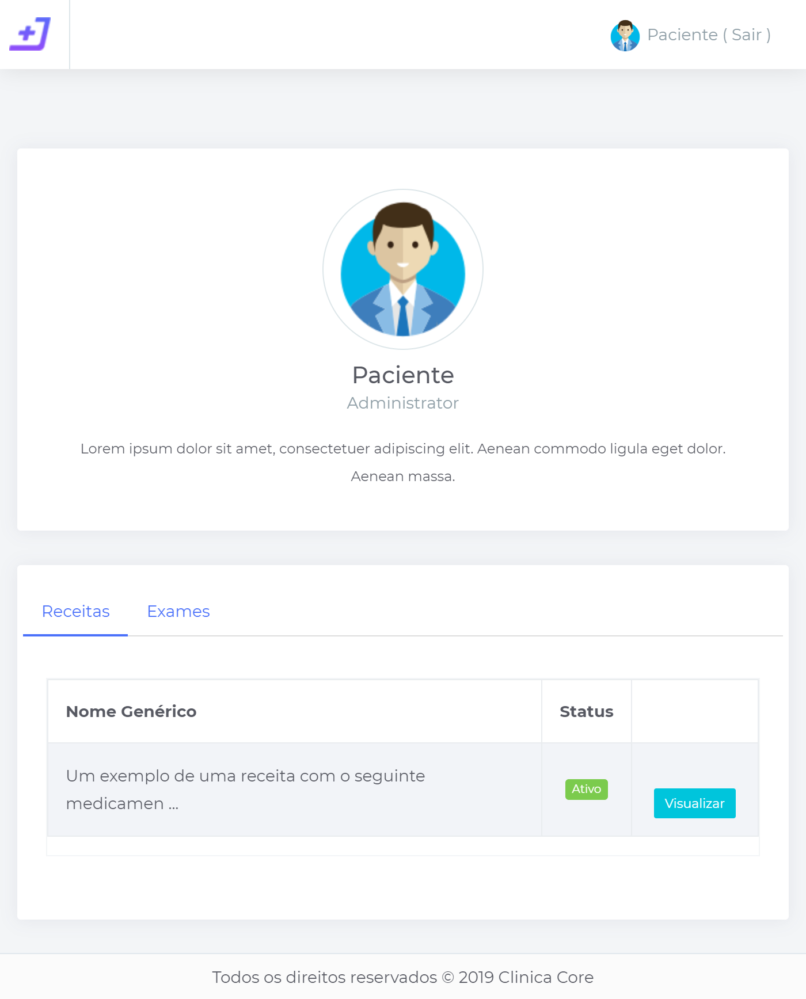 Paciente ( Sair )
Paciente
Administrator
Lorem ipsum dolor sit amet, consectetuer adipiscing elit. Aenean commodo ligula eget dolor.
Aenean massa.
Receitas Exames
Nome Genérico Status
Um exemplo de uma receita com o seguinte
medicamen ...
Ativo
Visualizar
Todos os direitos reservados © 2019 Clinica Core